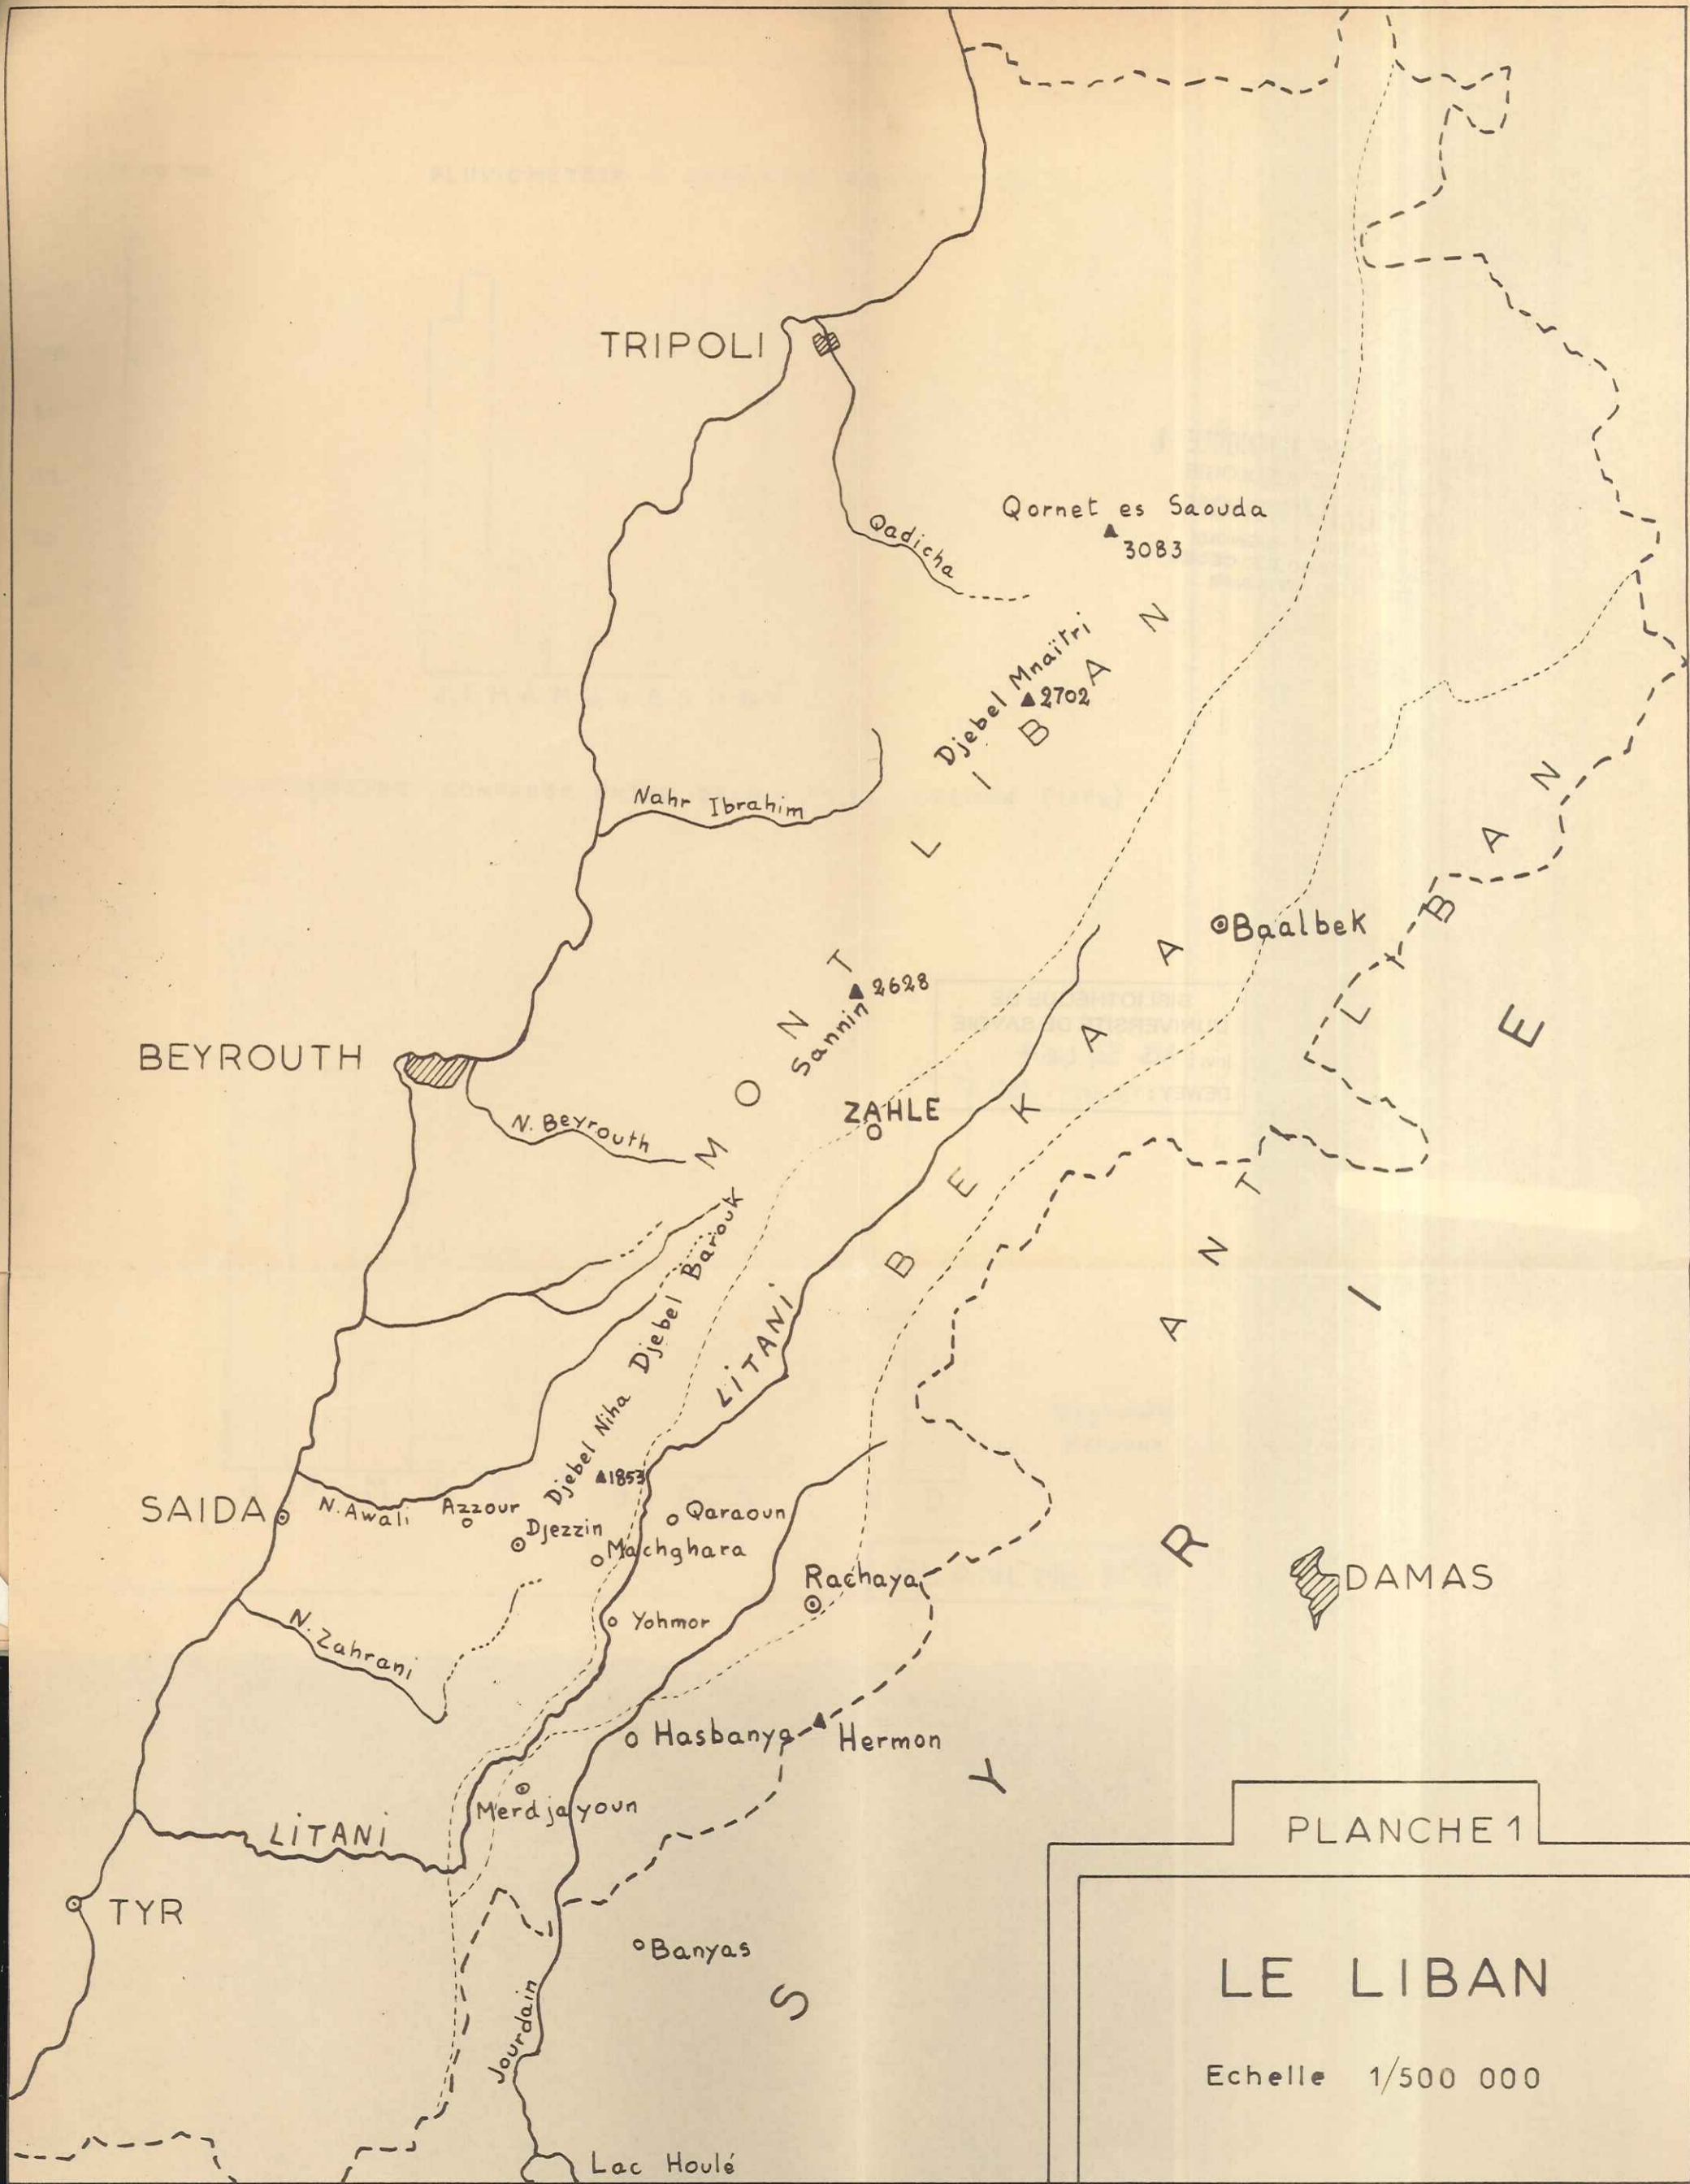 TRIPOLI
Qadicha
Qornet es Saouda
3083
Djebel Mnaïtri
2702
Nahr Ibrahim
MONT LIBAN
Baalbek
2628
Sannin
BEYROUTH
N. Beyrouth
ZAHLE
BEKAA
ANTI LIBAN
Djebel Barouk
LITANI
Djebel Niha
1853
SAIDA
N. Awali
Azzour
Djezzin
Qaraoun
Machghara
Rachaya
DAMAS
Yohmor
N. Zahrani
Hasbanya
Hermon
SYRIE
Merdjayoun
LITANI
TYR
Banyas
Jourdain
Lac Houlé
PLANCHE 1
LE LIBAN
Echelle 1/500 000